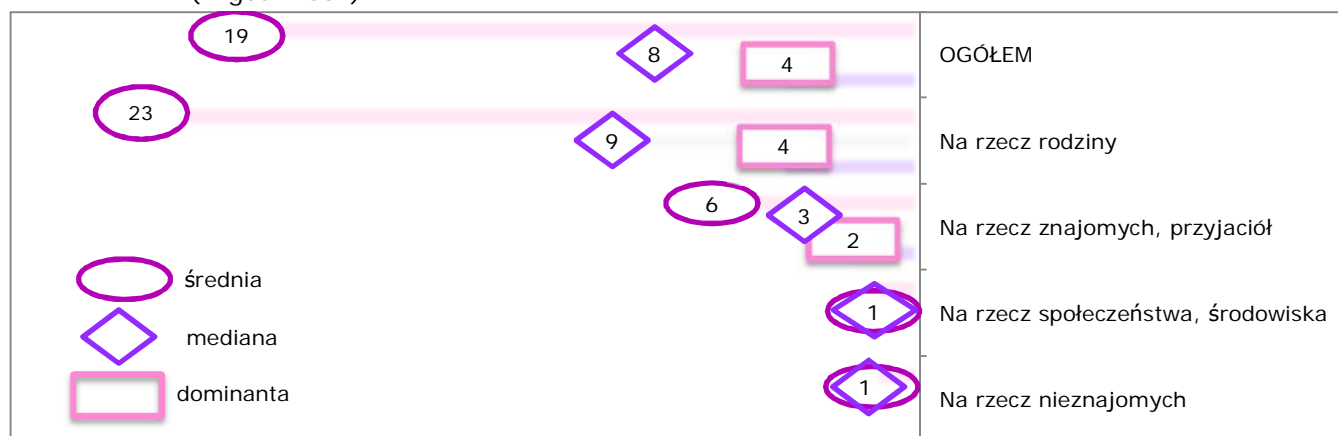 19
8
4
OGÓŁEM
23
9
4
Na rzecz rodziny
6
3
2
Na rzecz znajomych, przyjaciół
średnia
1
Na rzecz społeczeństwa, środowiska
mediana
dominanta
1
Na rzecz nieznajomych